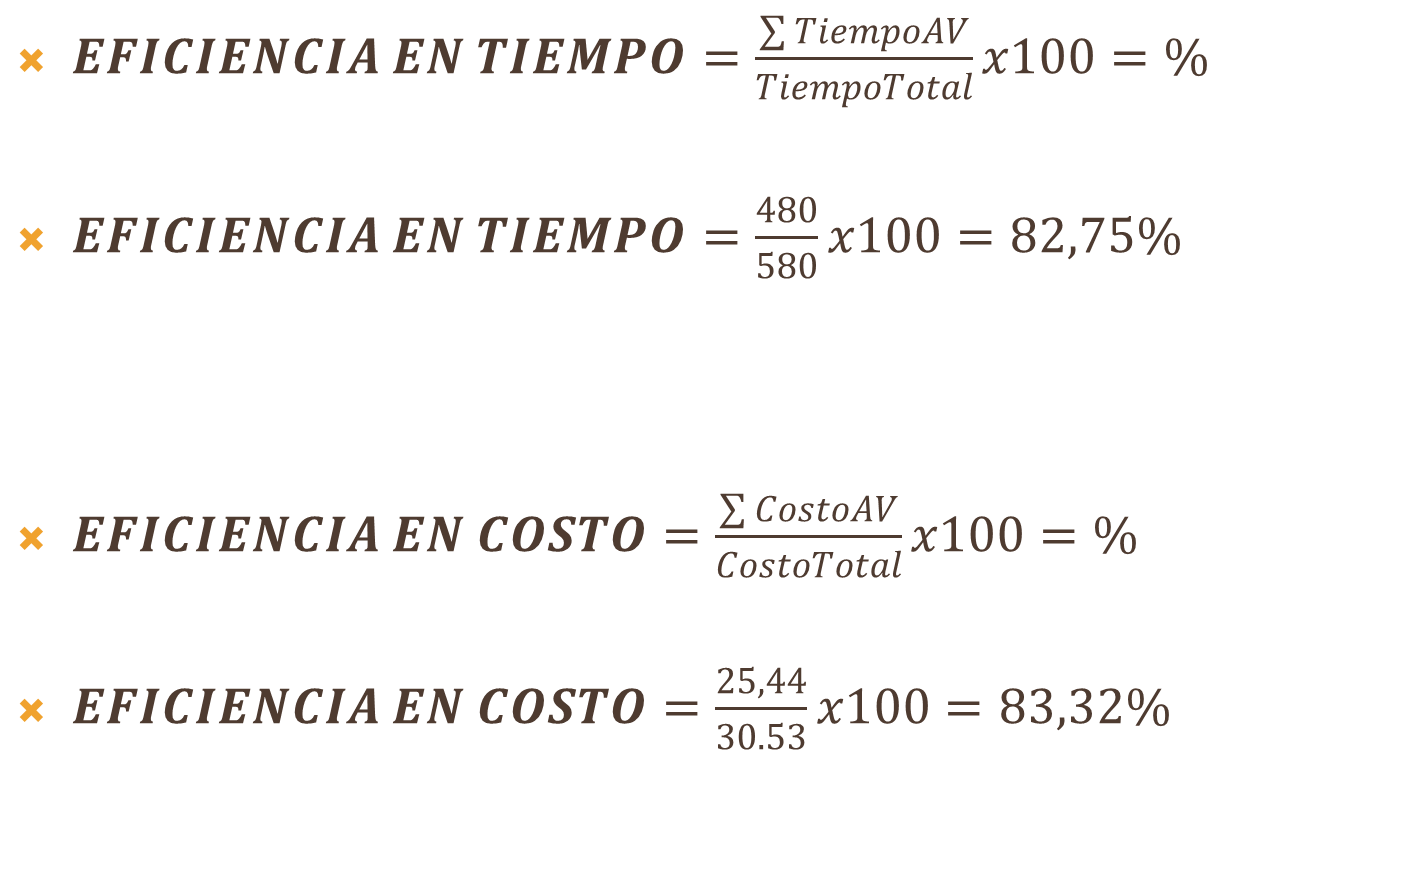 EFICIENCIA EN TIEMPO = ∑ TiempoAV / TiempoTotal x100 = %
EFICIENCIA EN TIEMPO = 480 / 580 x100 = 82,75%
EFICIENCIA EN COSTO = ∑ CostoAV / CostoTotal x100 = %
EFICIENCIA EN COSTO = 25,44 / 30.53 x100 = 83,32%